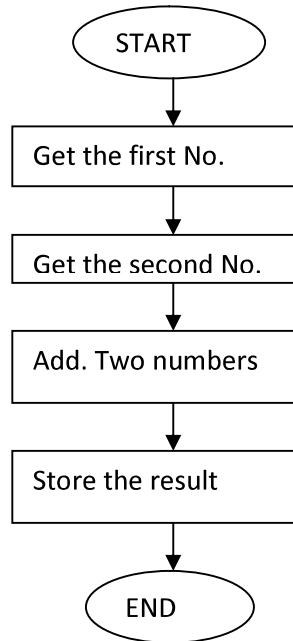 START
Get the first No.
Get the second No.
Add. Two numbers
Store the result
END